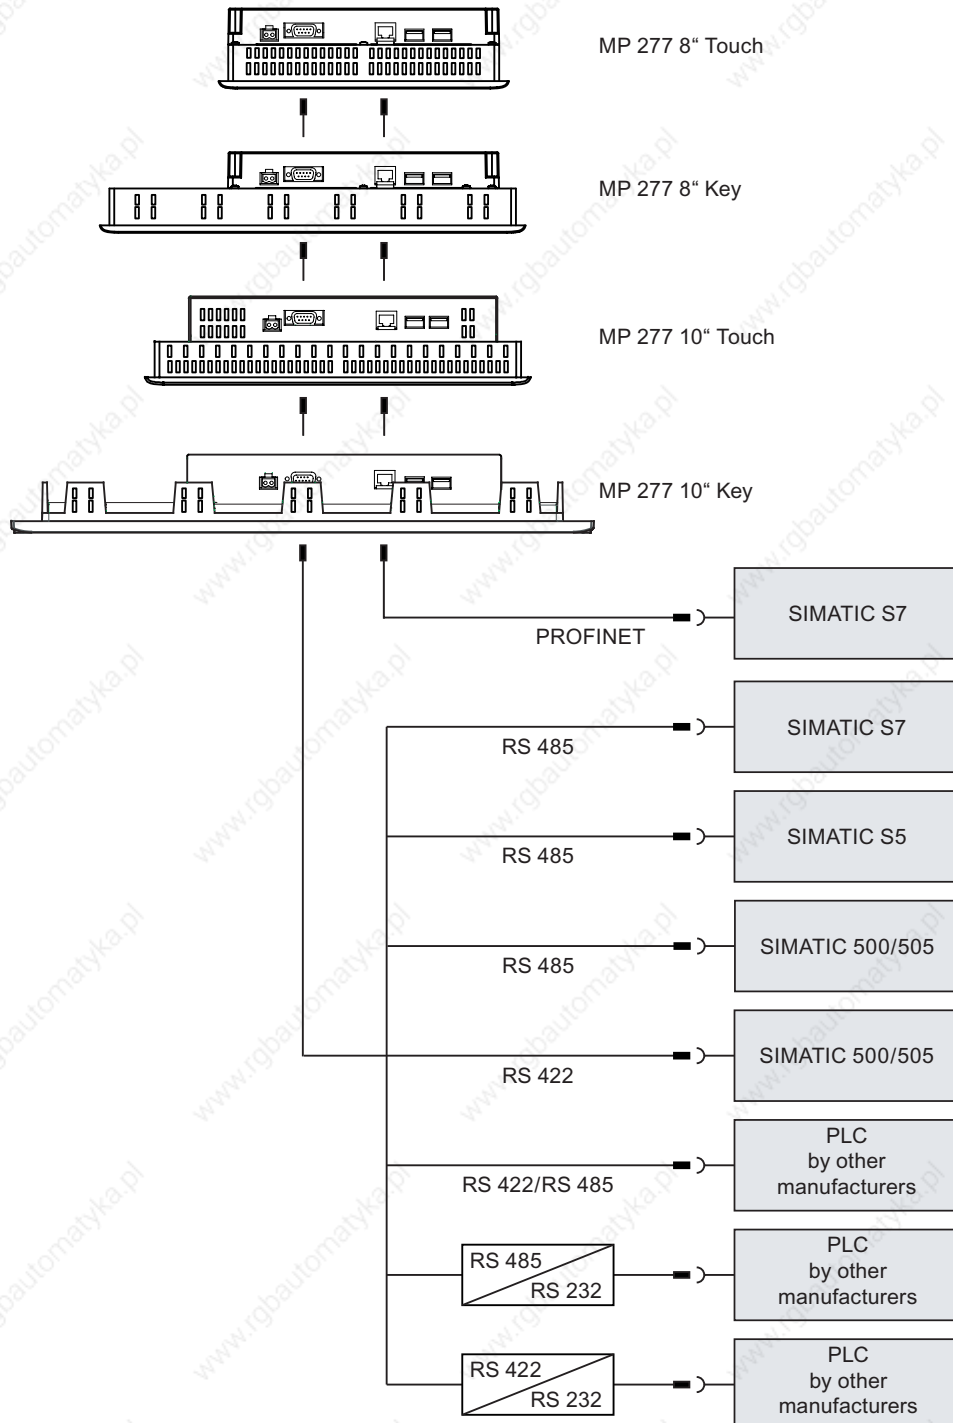 MP 277 8“ Touch
MP 277 8“ Key
MP 277 10“ Touch
MP 277 10“ Key
PROFINET
SIMATIC S7
RS 485
SIMATIC S7
RS 485
SIMATIC S5
RS 485
SIMATIC 500/505
RS 422
SIMATIC 500/505
RS 422/RS 485
PLC
by other
manufacturers
RS 485
RS 232
PLC
by other
manufacturers
RS 422
RS 232
PLC
by other
manufacturers
www.rgbautomatyka.pl